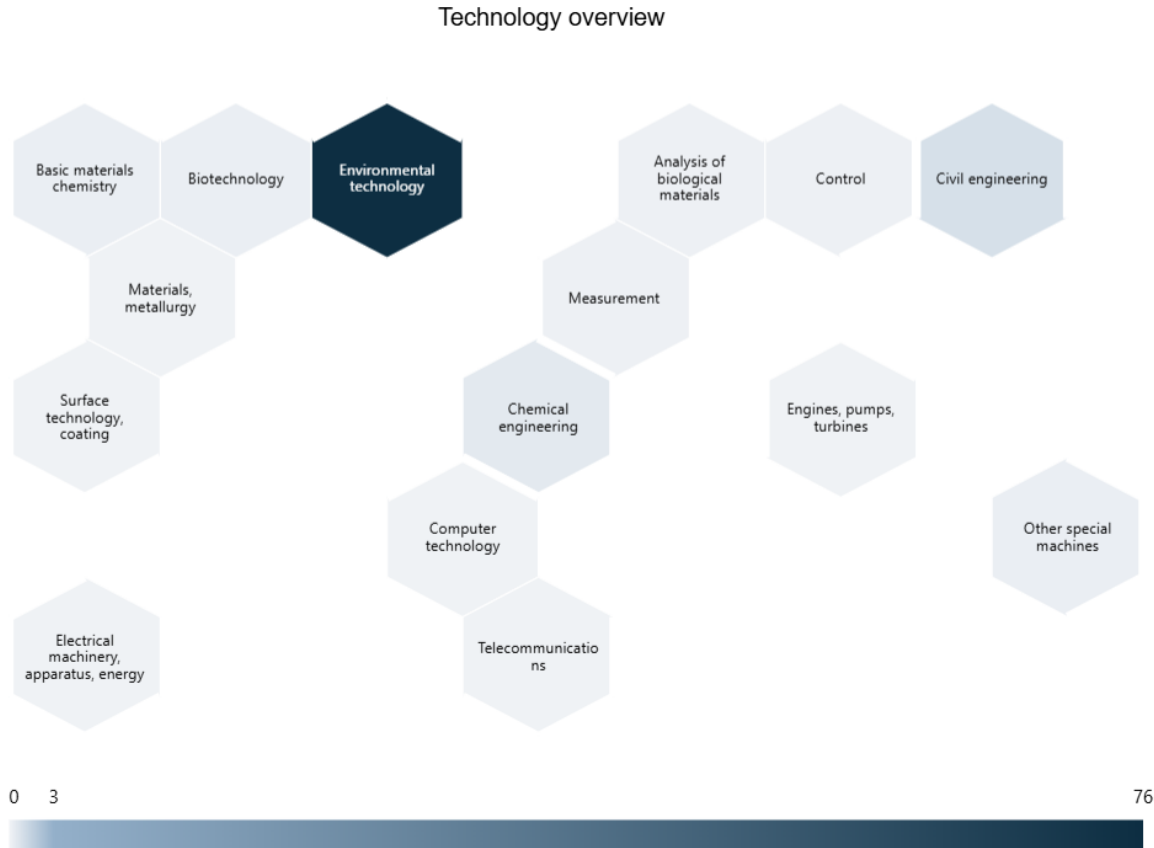 Technology overview
Basic materials
chemistry
Biotechnology
Environmental
technology
Analysis of
biological
materials
Control
Civil engineering
Materials,
metallurgy
Measurement
Surface
technology,
coating
Chemical
engineering
Engines, pumps,
turbines
Computer
technology
Other special
machines
Electrical
machinery,
apparatus, energy
Telecommunicatio
ns
0
3
76